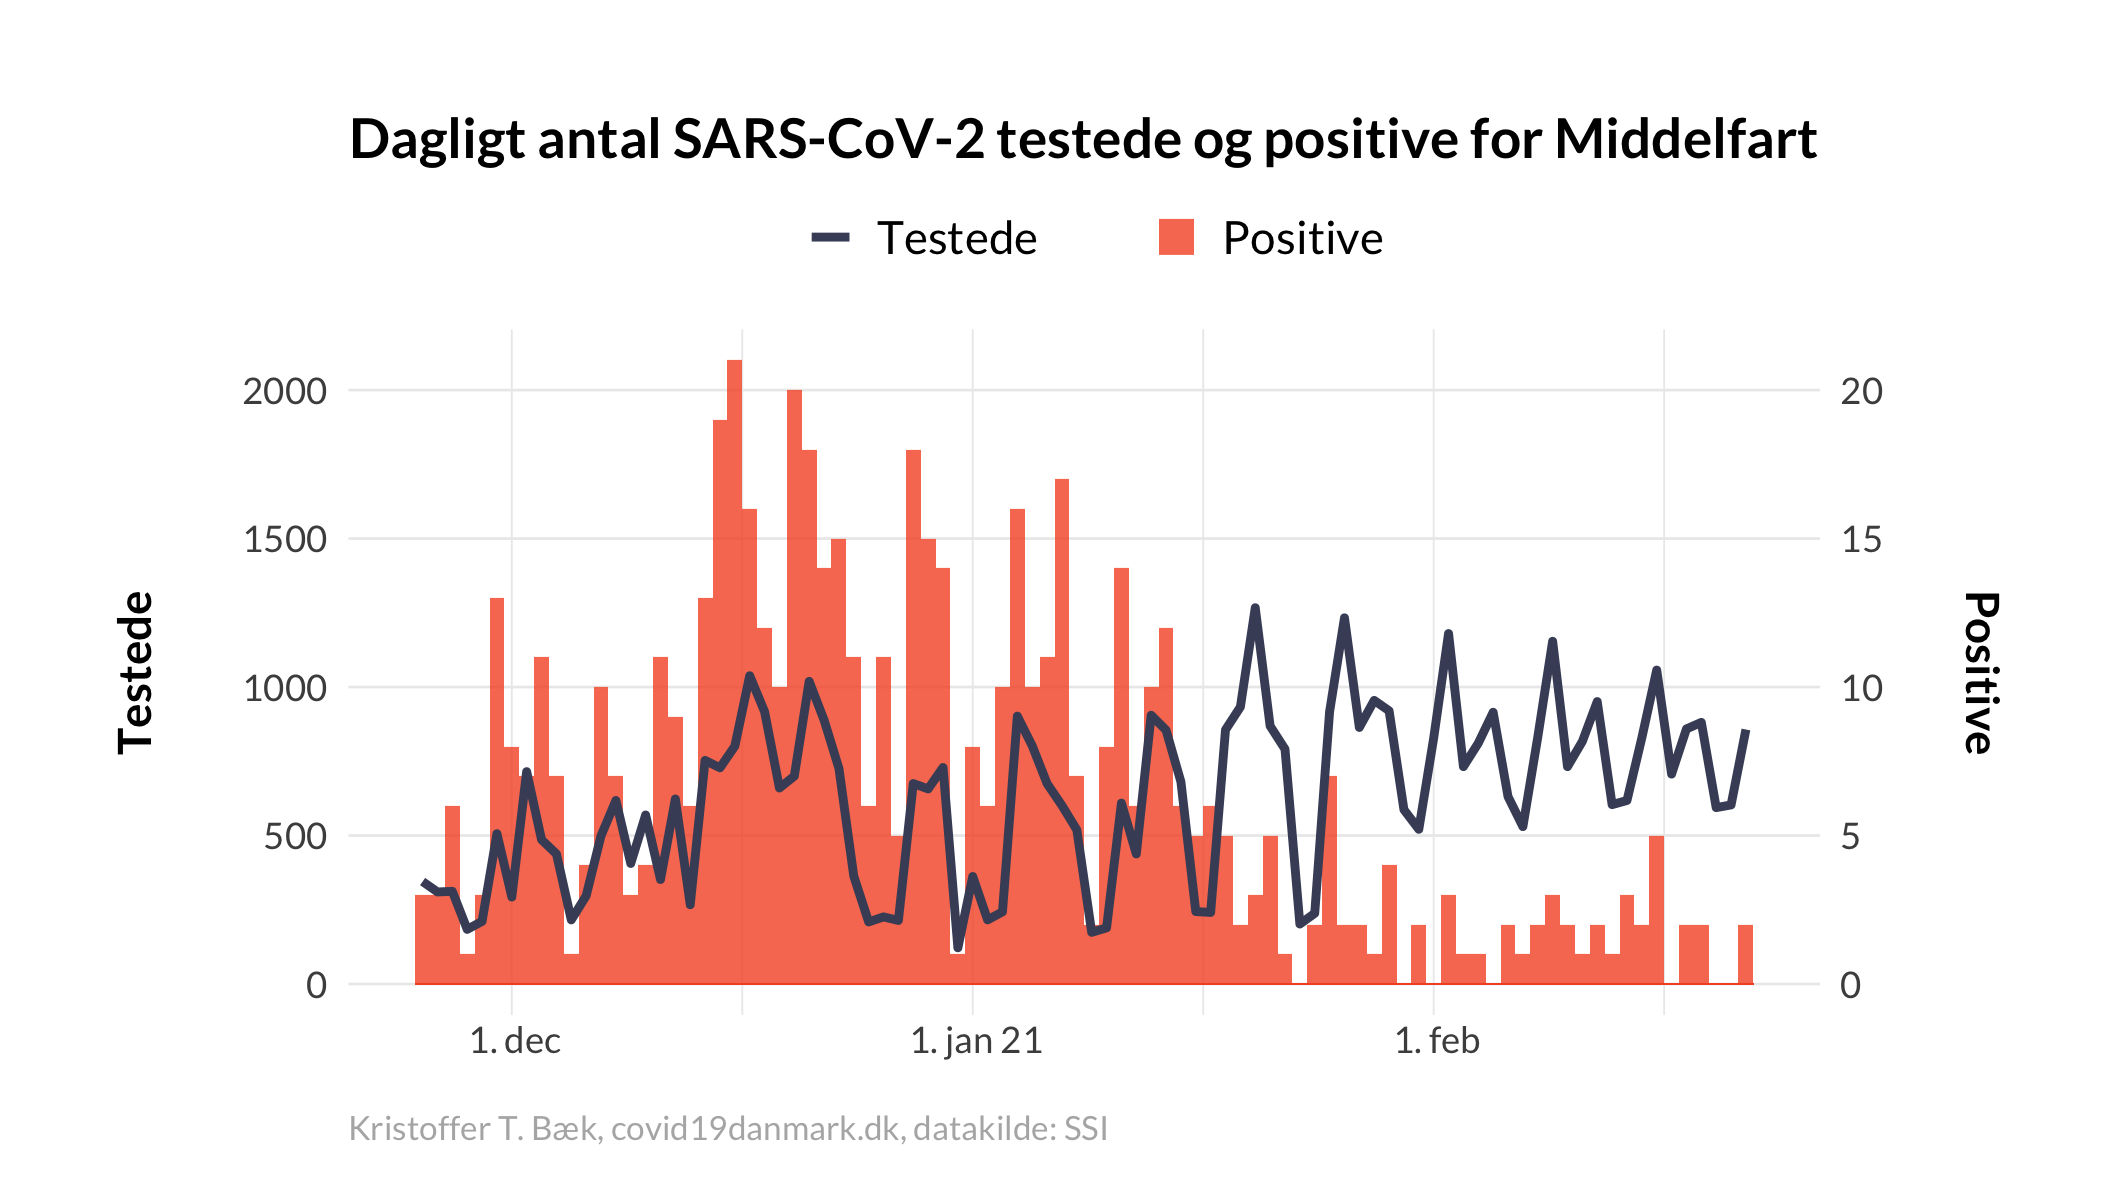 Dagligt antal SARS-CoV-2 testede og positive for Middelfart
Testede
Positive
2000
1500
1000
500
0
20
15
10
5
0
Testede
Positive
1. dec
1. jan 21
1. feb
Kristoffer T. Bæk, covid19danmark.dk, datakilde: SSI